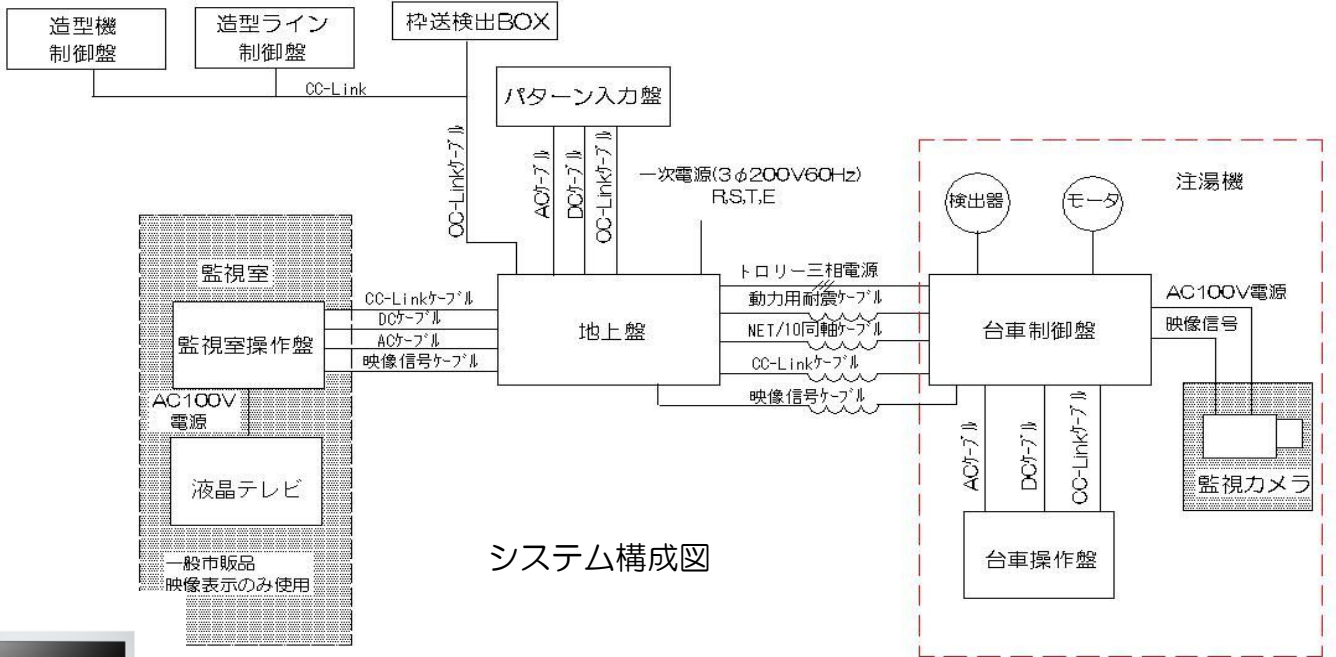 造型機
制御盤
造型ライン
制御盤
枠送検出BOX
CC-Link
パターン入力盤
CC-Linkケーブル
ACケーブル
DCケーブル
CC-Linkケーブル
一次電源(3φ200V60Hz)
R,S,T,E
注湯機
検出器
モータ
監視室
監視室操作盤
CC-Linkケーブル
DCケーブル
ACケーブル
映像信号ケーブル
地上盤
トロリー三相電源
動力用耐震ケーブル
NET/10同軸ケーブル
CC-Linkケーブル
映像信号ケーブル
台車制御盤
AC100V電源
映像信号
AC100V
電源
液晶テレビ
ACケーブル
DCケーブル
CC-Linkケーブル
監視カメラ
台車操作盤
一般市販品
映像表示のみ使用
システム構成図